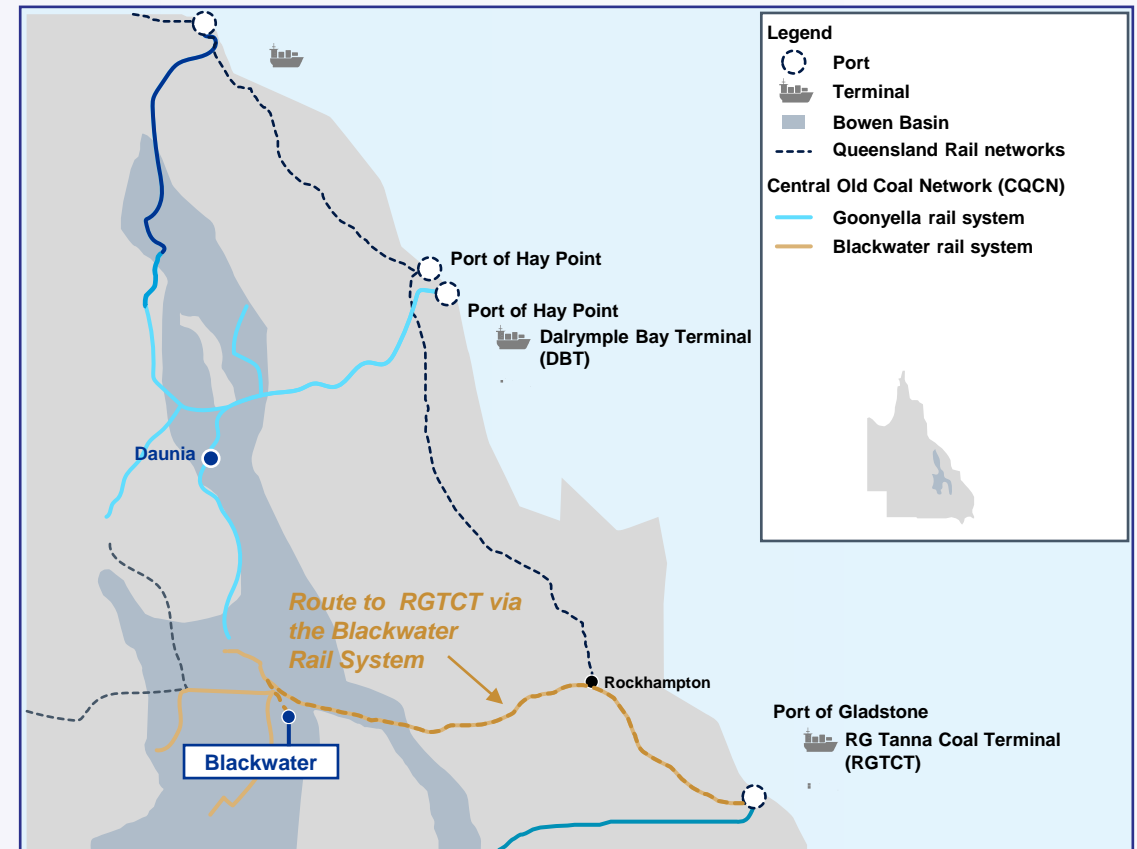 Legend
Port
Terminal
Bowen Basin
Queensland Rail networks
Central Old Coal Network (CQCN)
Goonyella rail system
Blackwater rail system
Port of Hay Point
Port of Hay Point
Dalrymple Bay Terminal
(DBT)
Daunia
Route to RGTCT via
the Blackwater
Rail System
Rockhampton
Port of Gladstone
RG Tanna Coal Terminal
(RGTCT)
Blackwater